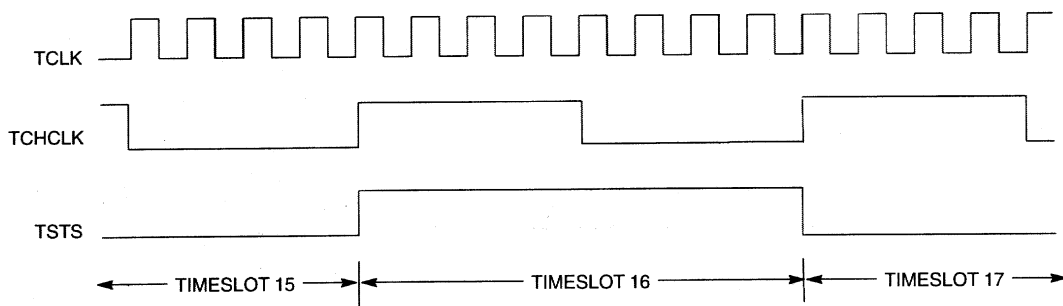 TCLK
TCHCLK
TSTS
TIMESLOT 15 TIMESLOT 16 TIMESLOT 17